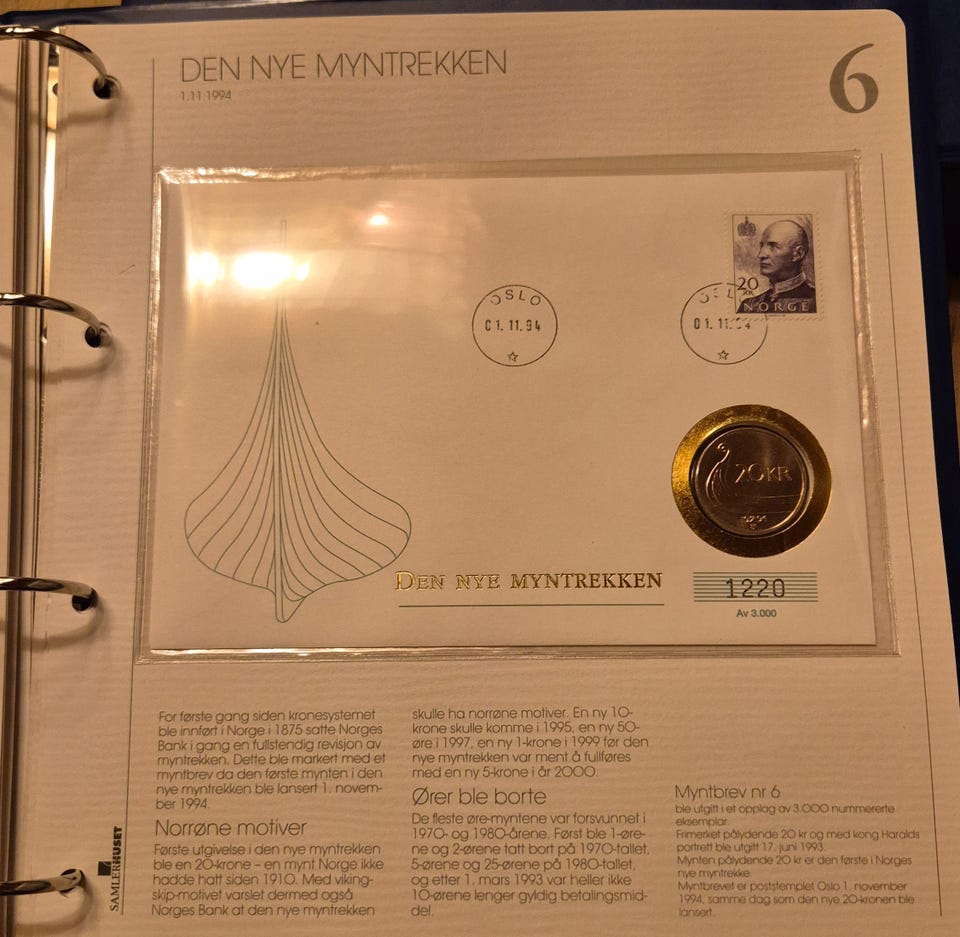 DEN NYE MYNTREKKEN
1.11.1994
6
OSLO
01.11.94
OSL
01.11.94
20
NORGE
20KR
1994
DEN NYE MYNTREKKEN
1220
Av 3.000
For første gang siden kronesystemet
ble innført i Norge i 1875 satte Norges
Bank i gang en fullstendig revisjon av
myntrekken. Dette ble markert med et
myntbrev da den første mynten i den
nye myntrekken ble lansert 1. novem-
ber 1994.
Norrøne motiver
Første utgivelse i den nye myntrekken
ble en 20-krone – en mynt Norge ikke
hadde hatt siden 1910. Med viking-
skip-motivet varslet dermed også
Norges Bank at den nye myntrekken
skulle ha norrøne motiver. En ny 10-
krone skulle komme i 1995, en ny 50-
øre i 1997, en ny 1-krone i 1999 før den
nye myntrekken var ment å fullføres
med en ny 5-krone i år 2000.
Ører ble borte
De fleste øre-myntene var forsvunnet i
1970- og 1980-årene. Først ble 1-øre-
ne og 2-ørene tatt bort på 1970-tallet,
5-ørene og 25-ørene på 1980-tallet,
og etter 1. mars 1993 var heller ikke
10-ørene lenger gyldig betalingsmid-
del.
Myntbrev nr 6
ble utgitt i et opplag av 3.000 nummererte
eksemplar.
Frimerket pålydende 20 kr og med kong Haralds
portrett ble utgitt 17. juni 1993.
Mynten pålydende 20 kr er den første i Norges
nye myntrekke
Myntbrevet er poststemplet Oslo 1. november
1994, samme dag som den nye 20-kronen ble
lansert.
SAMLERHUSET